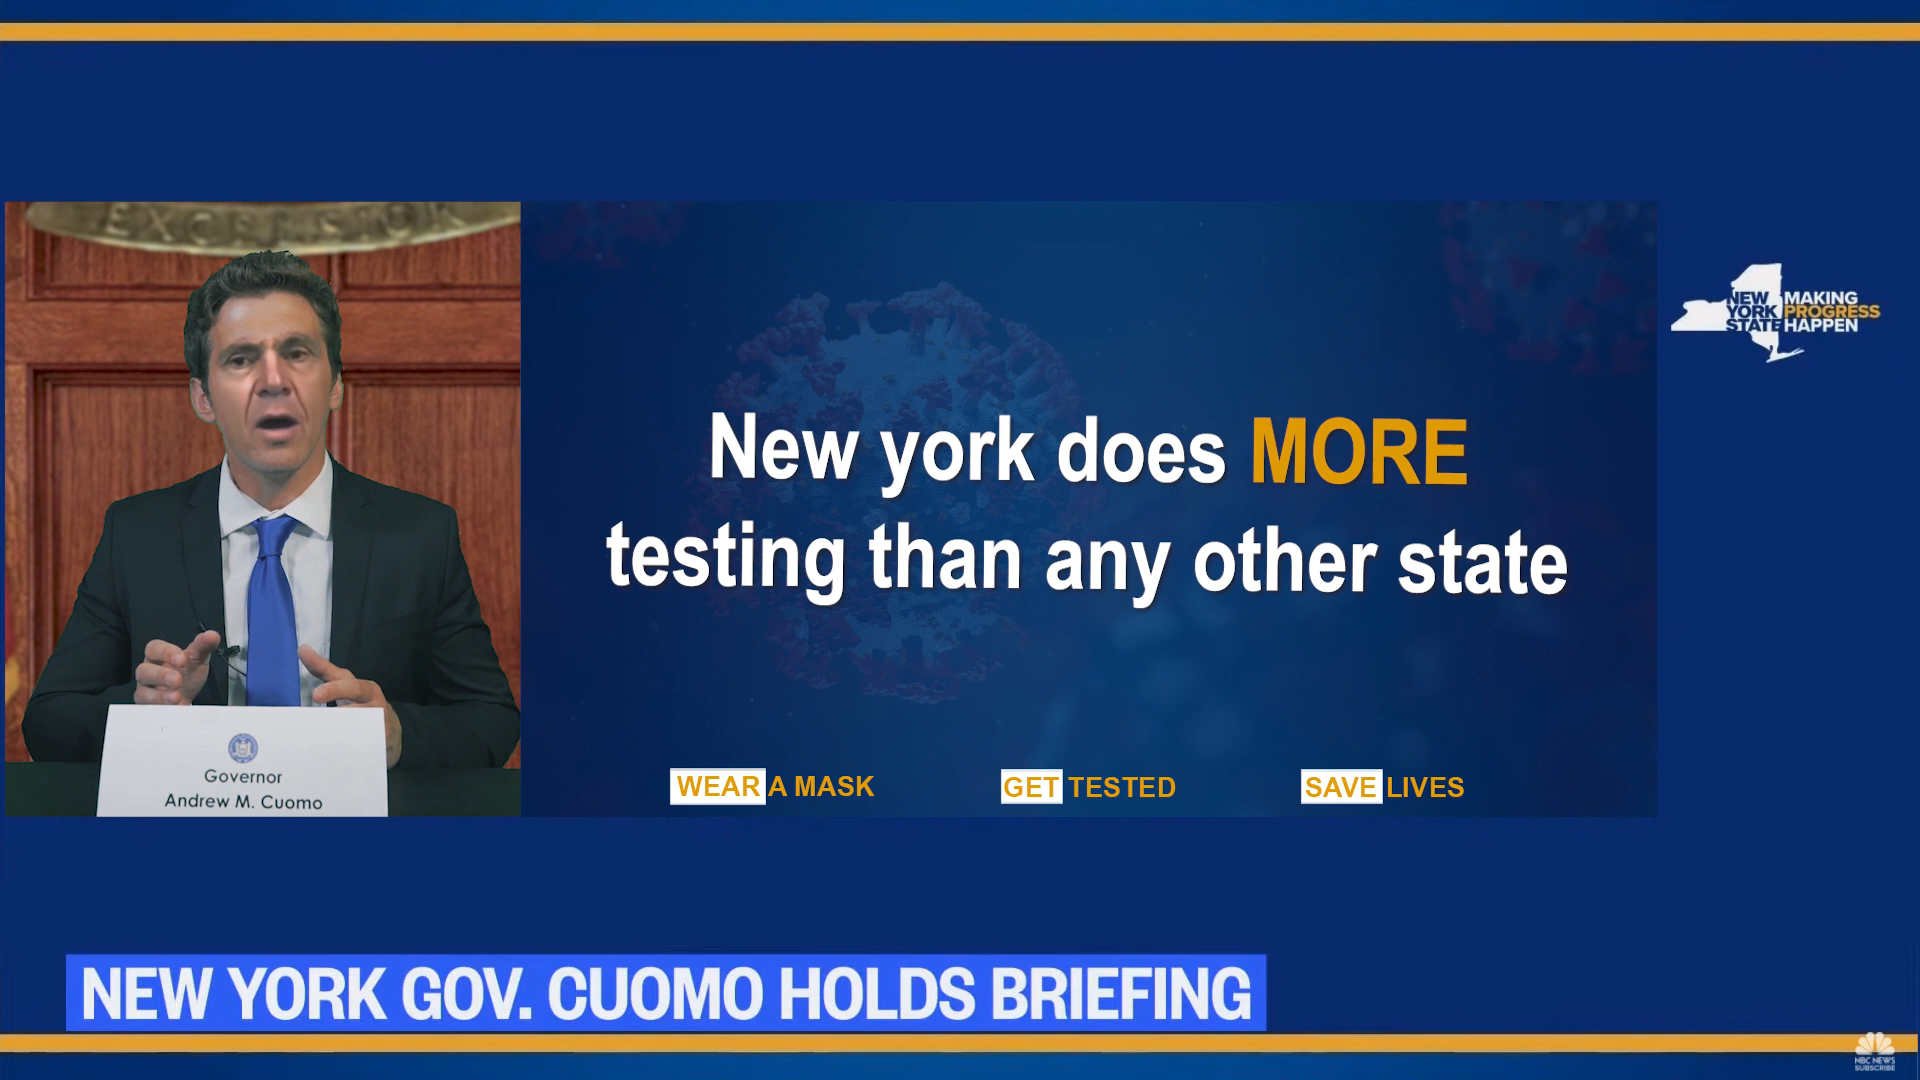 EXCELSIOR
NEW YORK STATE
MAKING PROGRESS HAPPEN
New york does MORE
testing than any other state
Governor
Andrew M. Cuomo
WEAR A MASK
GET TESTED
SAVE LIVES
NEW YORK GOV. CUOMO HOLDS BRIEFING
NBC NEWS
SUBSCRIBE